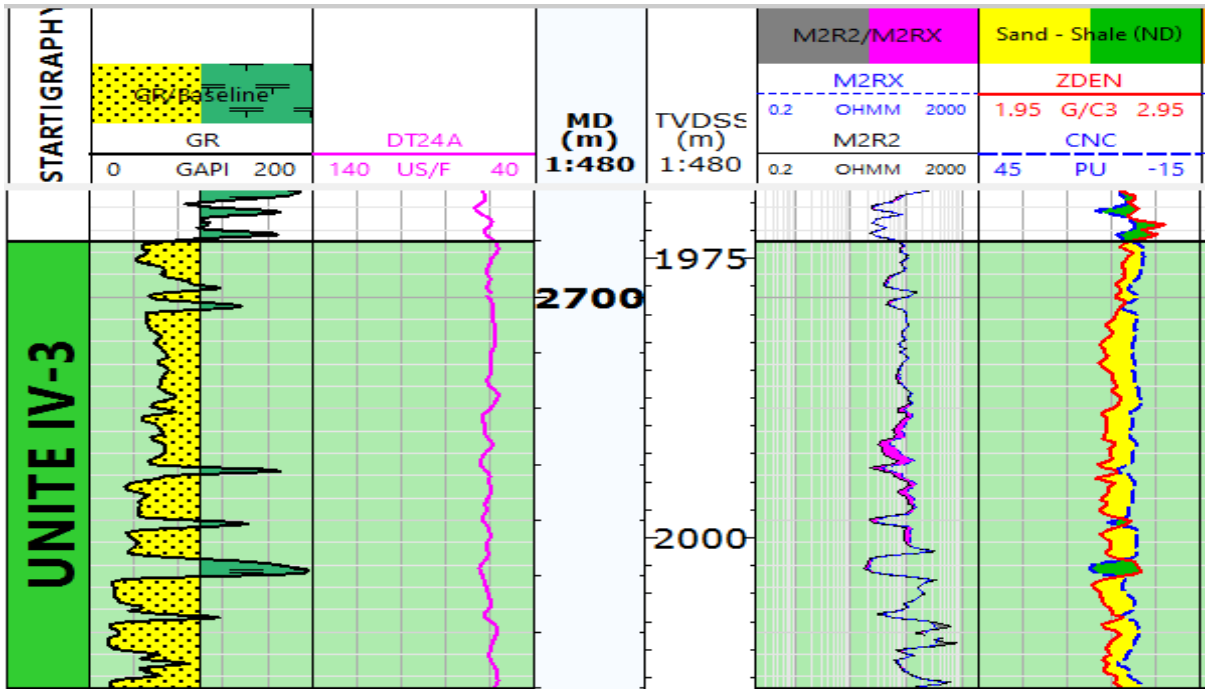 STARTIGRAPHY
GR/Baseline
GR
0 GAPI 200
DT24A
140 US/F 40
MD
(m)
1:480
TVDSS
(m)
1:480
M2R2/M2RX
M2RX
0.2 OHMM 2000
M2R2
0.2 OHMM 2000
Sand - Shale (ND)
ZDEN
1.95 G/C3 2.95
CNC
45 PU -15
UNITE IV-3
2700
1975
2000